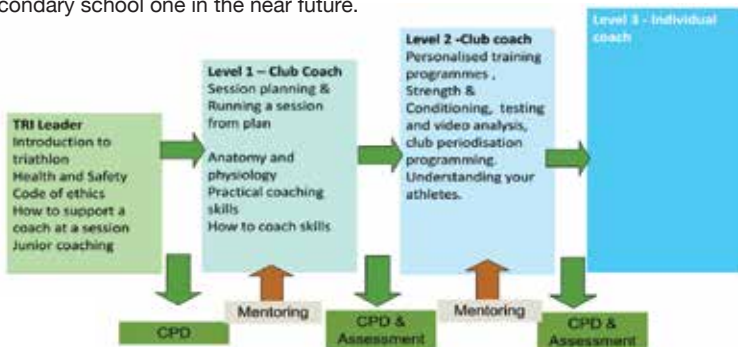 condary school one in the near future.
TRI Leader
Introduction to
triathlon
Health and Safety
Code of ethics
How to support a
coach at a session
Junior coaching
Level 1 – Club Coach
Session planning &
Running a session
from plan
Anatomy and
physiology
Practical coaching
skills
How to coach skills
Level 2 -Club coach
Personalised training
programmes ,
Strength &
Conditioning, testing
and video analysis,
club periodisation
programming.
Understanding your
athletes.
Level 3 - Individual
coach
CPD
Mentoring
CPD &
Assessment
Mentoring
CPD &
Assessment